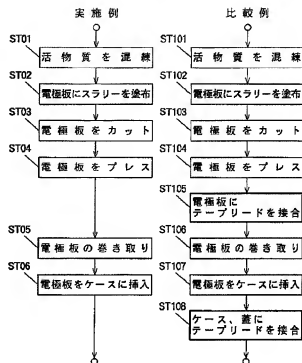 実施例
ST01
活物質を混練
ST02
電極板にスラリーを塗布
ST03
電極板をカット
ST04
電極板をプレス
ST05
電極板の巻き取り
ST06
電極板をケースに挿入
比較例
ST101
活物質を混練
ST102
電極板にスラリーを塗布
ST103
電極板をカット
ST104
電極板をプレス
ST105
電極板に
テープリードを接合
ST106
電極板の巻き取り
ST107
電極板をケースに挿入
ST108
ケース、蓋に
テープリードを接合